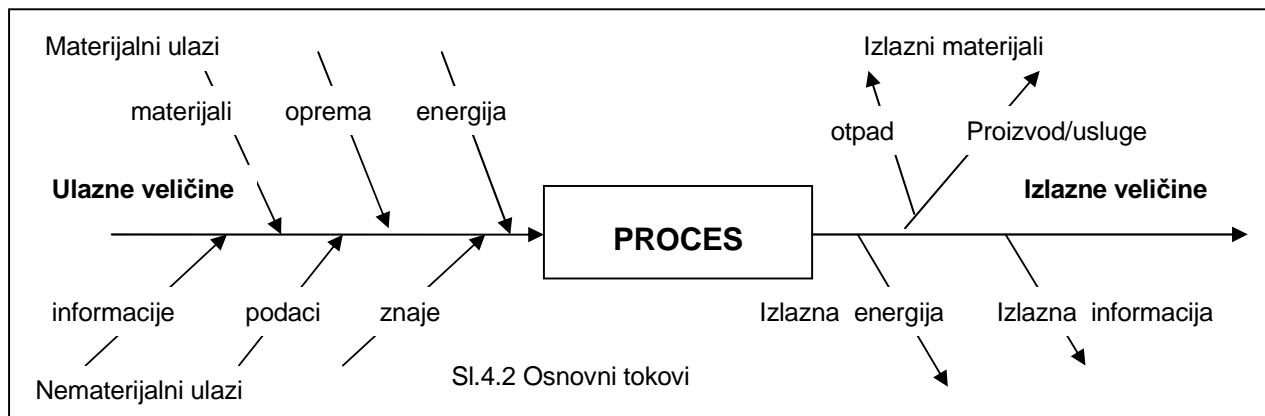 Materijalni ulazi
Izlazni materijali
materijali oprema energija
otpad Proizvod/usluge
Ulazne veličine
Izlazne veličine
PROCES
informacije podaci znaje
Izlazna energija Izlazna informacija
Nematerijalni ulazi
Sl.4.2 Osnovni tokovi